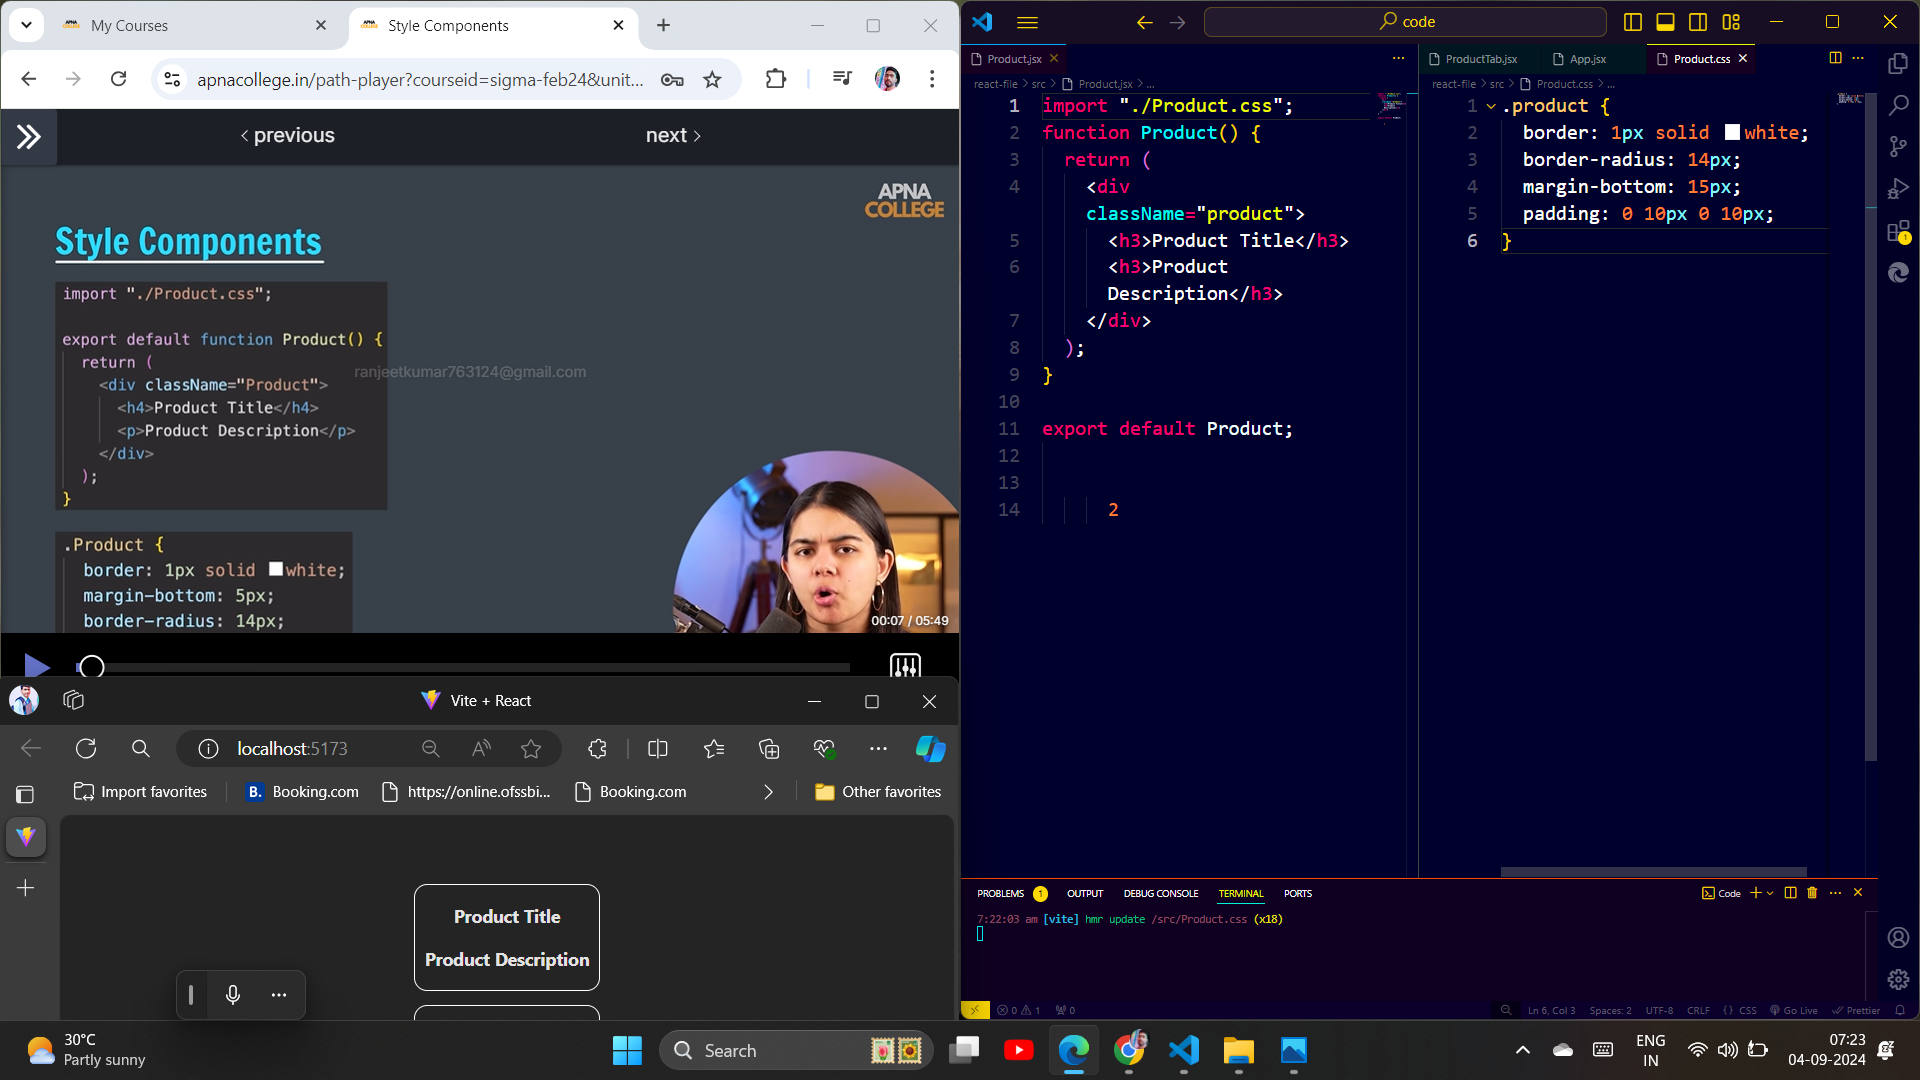 My Courses
Style Components
apnacollege.in/path-player?courseid=sigma-feb24&unit...
previous
next
APNA
COLLEGE
Style Components
import "./Product.css";
export default function Product() {
return (
<div className="Product">
<h4>Product Title</h4>
<p>Product Description</p>
</div>
);
}
ranjeetkumar763124@gmail.com
.Product {
border: 1px solid white;
margin-bottom: 5px;
border-radius: 14px;
00:07 / 05:49
Vite + React
localhost:5173
Import favorites
B. Booking.com
https://online.ofssbi...
Booking.com
Other favorites
Product Title
Product Description
code
Product.jsx
react-file > src > Product.jsx > ...
1 import "./Product.css";
2 function Product() {
3 return (
4 <div
className="product">
5 <h3>Product Title</h3>
6 <h3>Product
Description</h3>
7 </div>
8 );
9 }
10
11 export default Product;
12
13
14 2
ProductTab.jsx
App.jsx
Product.css
react-file > src > Product.css > ...
1 .product {
2 border: 1px solid white;
3 border-radius: 14px;
4 margin-bottom: 15px;
5 padding: 0 10px 0 10px;
6 }
1
PROBLEMS 1 OUTPUT DEBUG CONSOLE TERMINAL PORTS
Code
7:22:03 am [vite] hmr update /src/Product.css (x18)
0 1 0
Ln 6, Col 3 Spaces: 2 UTF-8 CRLF {} CSS Go Live Prettier
30°C
Partly sunny
Search
ENG
IN
07:23
04-09-2024